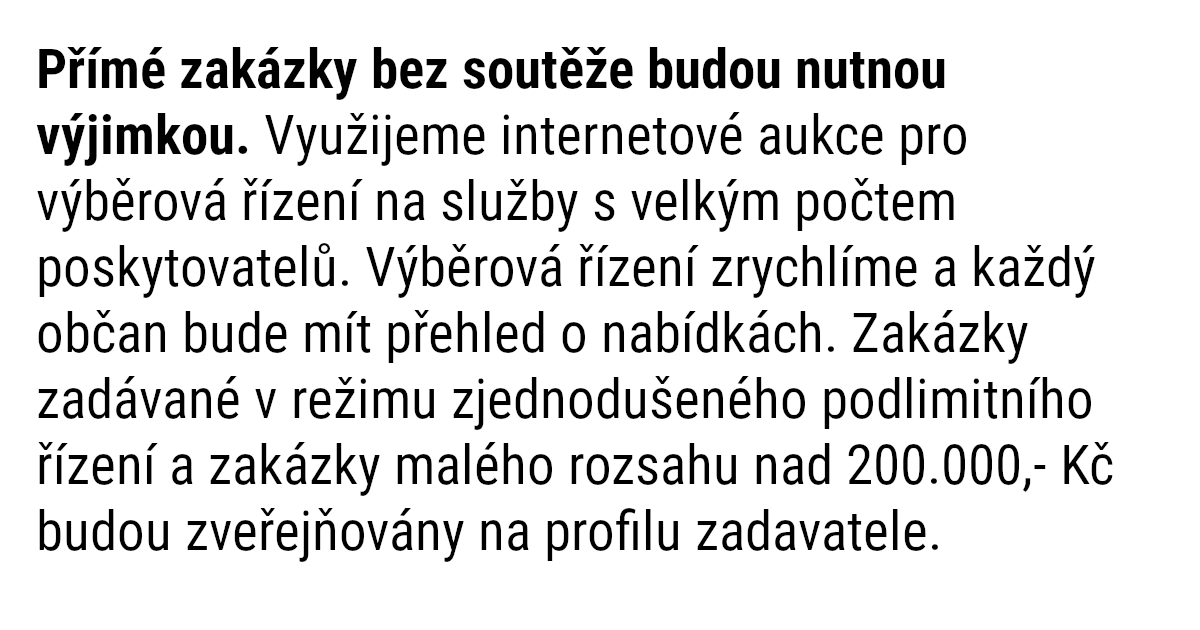 Přímé zakázky bez soutěže budou nutnou
výjimkou. Využijeme internetové aukce pro
výběrová řízení na služby s velkým počtem
poskytovatelů. Výběrová řízení zrychlíme a každý
občan bude mít přehled o nabídkách. Zakázky
zadávané v režimu zjednodušeného podlimitního
řízení a zakázky malého rozsahu nad 200.000,- Kč
budou zveřejňovány na profilu zadavatele.